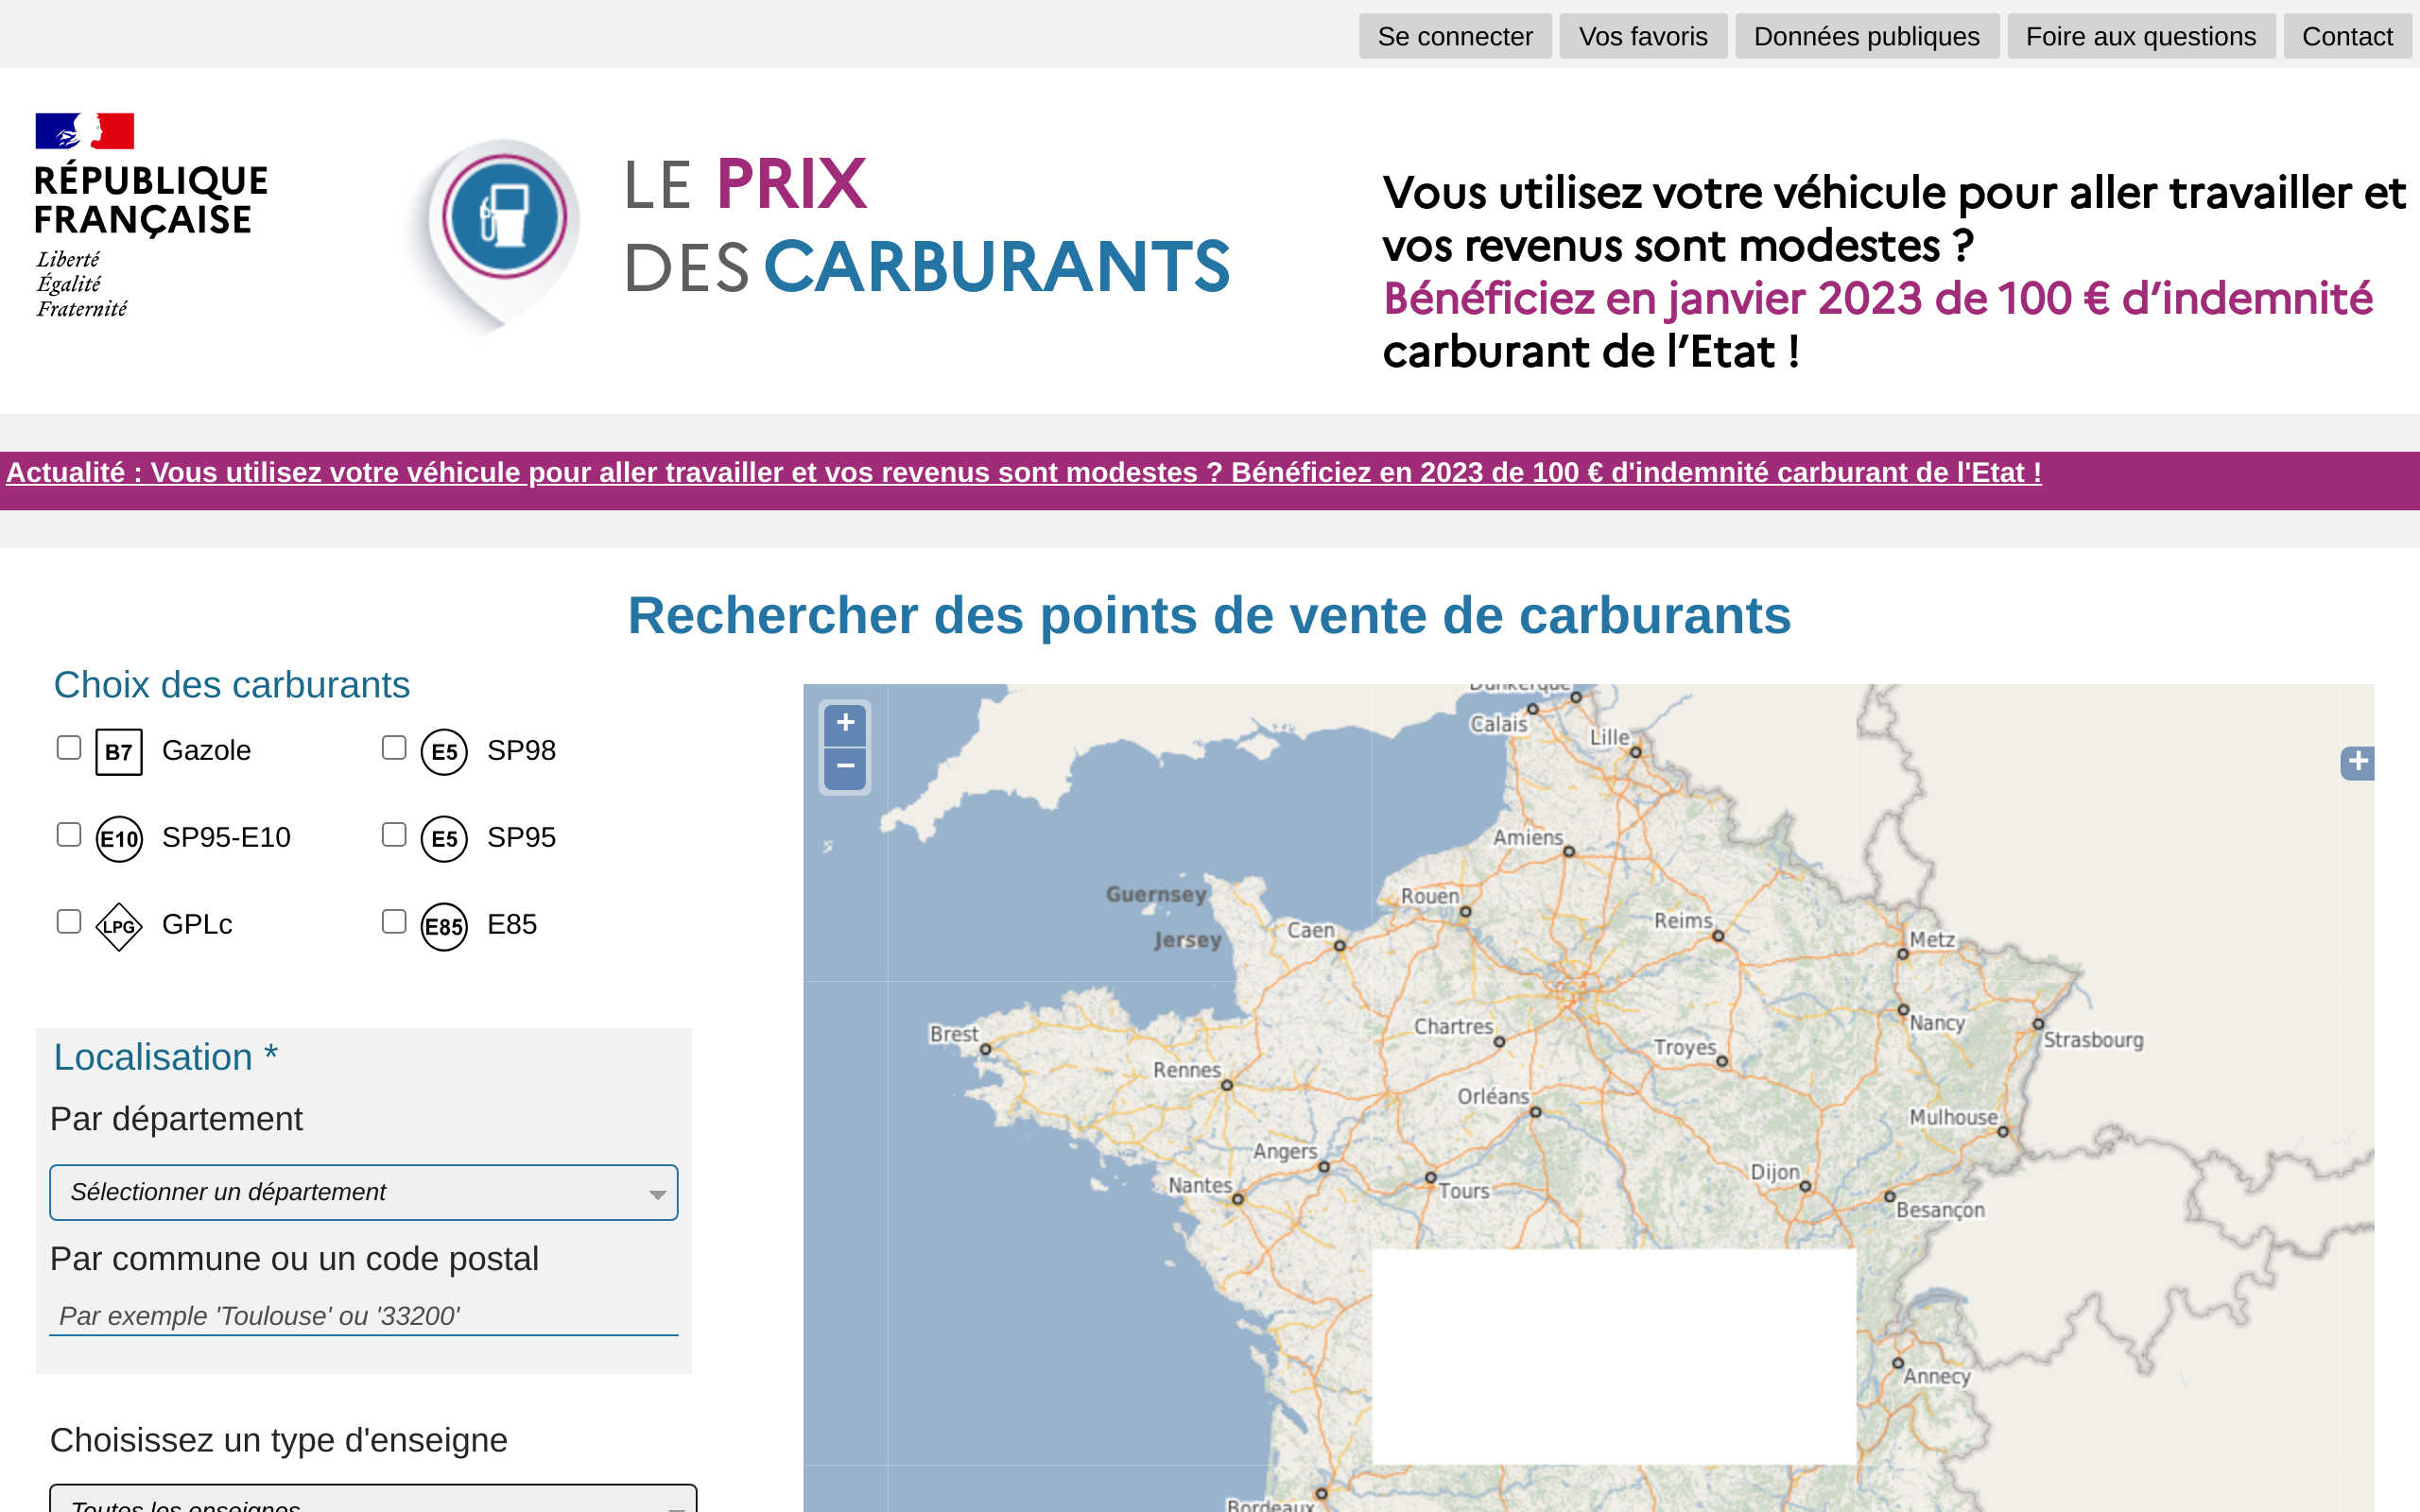 Se connecter
Vos favoris
Données publiques
Foire aux questions
Contact
RÉPUBLIQUE
FRANÇAISE
Liberté
Égalité
Fraternité
LE PRIX
DES CARBURANTS
Vous utilisez votre véhicule pour aller travailler et
vos revenus sont modestes ?
Bénéficiez en janvier 2023 de 100 € d’indemnité
carburant de l’Etat !
Actualité : Vous utilisez votre véhicule pour aller travailler et vos revenus sont modestes ? Bénéficiez en 2023 de 100 € d'indemnité carburant de l'Etat !
Rechercher des points de vente de carburants
Choix des carburants
B7 Gazole
E5 SP98
E10 SP95-E10
E5 SP95
LPG GPLc
E85 E85
Localisation *
Par département
Sélectionner un département
Par commune ou un code postal
Par exemple 'Toulouse' ou '33200'
Choisissez un type d'enseigne
Toutes les enseignes
+
−
+
Dunkerque
Calais
Lille
Amiens
Guernsey
Rouen
Reims
Jersey
Caen
Metz
Brest
Chartres
Nancy
Strasbourg
Troyes
Rennes
Orléans
Mulhouse
Angers
Dijon
Nantes
Tours
Besançon
Annecy
Bordeaux